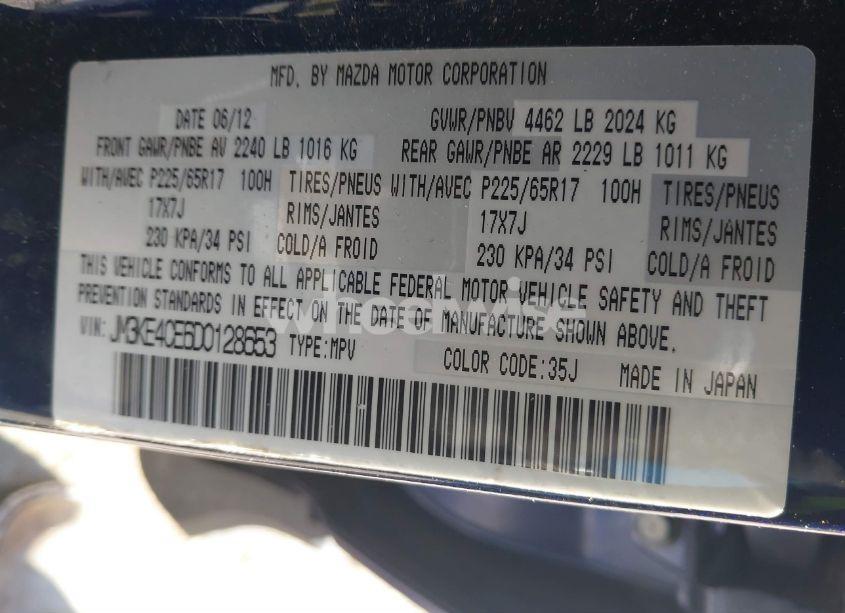 MFD. BY MAZDA MOTOR CORPORATION
DATE 06/12 GVWR/PNBV 4462 LB 2024 KG
FRONT GAWR/PNBE AV 2240 LB 1016 KG REAR GAWR/PNBE AR 2229 LB 1011 KG
WITH/AVEC P225/65R17 100H TIRES/PNEUS WITH/AVEC P225/65R17 100H TIRES/PNEUS
17X7J RIMS/JANTES 17X7J RIMS/JANTES
230 KPA/34 PSI COLD/A FROID 230 KPA/34 PSI COLD/A FROID
THIS VEHICLE CONFORMS TO ALL APPLICABLE FEDERAL MOTOR VEHICLE SAFETY AND THEFT
PREVENTION STANDARDS IN EFFECT ON THE DATE OF MANUFACTURE SHOWN ABOVE.
VIN: JM3KE4CE6D0128653 TYPE:MPV COLOR CODE:35J MADE IN JAPAN
wheelwise